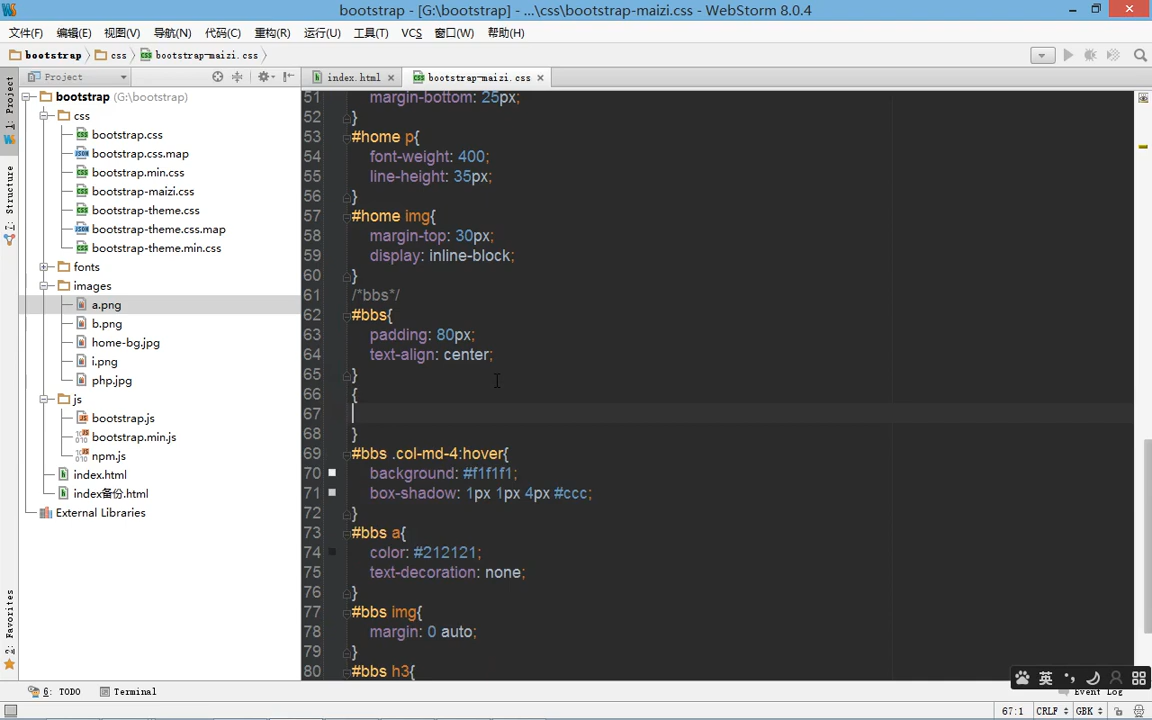 bootstrap - [G:\bootstrap] - ...\css\bootstrap-maizi.css - WebStorm 8.0.4
文件(F) 编辑(E) 视图(V) 导航(N) 代码(C) 重构(R) 运行(U) 工具(T) VCS 窗口(W) 帮助(H)
bootstrap css bootstrap-maizi.css
Project
index.html
bootstrap-maizi.css
1: Project
7: Structure
2: Favorites
bootstrap (G:\bootstrap)
css
bootstrap.css
bootstrap.css.map
bootstrap.min.css
bootstrap-maizi.css
bootstrap-theme.css
bootstrap-theme.css.map
bootstrap-theme.min.css
fonts
images
a.png
b.png
home-bg.jpg
i.png
php.jpg
js
bootstrap.js
bootstrap.min.js
npm.js
index.html
index备份.html
External Libraries
51 margin-bottom: 25px;
52 }
53 #home p{
54 font-weight: 400;
55 line-height: 35px;
56 }
57 #home img{
58 margin-top: 30px;
59 display: inline-block;
60 }
61 /*bbs*/
62 #bbs{
63 padding: 80px;
64 text-align: center;
65 }
66 {
67
68 }
69 #bbs .col-md-4:hover{
70 background: #f1f1f1;
71 box-shadow: 1px 1px 4px #ccc;
72 }
73 #bbs a{
74 color: #212121;
75 text-decoration: none;
76 }
77 #bbs img{
78 margin: 0 auto;
79 }
80 #bbs h3{
英
6: TODO Terminal Event Log
67:1 CRLF GBK